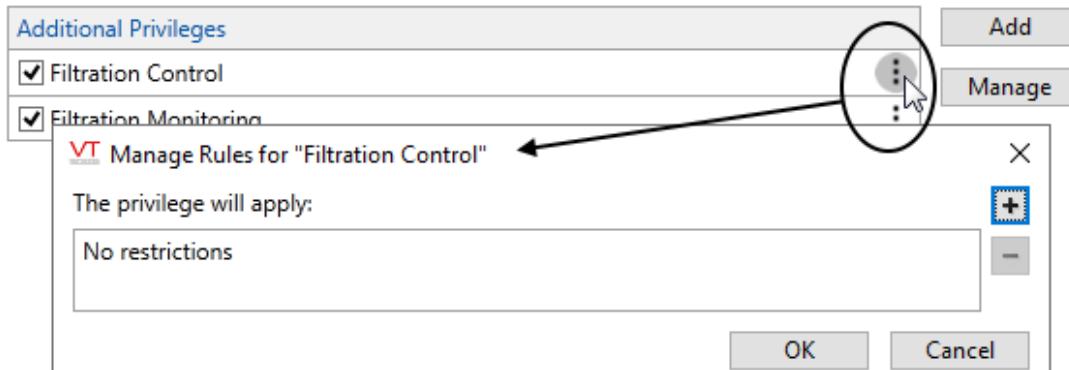 Additional Privileges
Add
Filtration Control
Manage
Filtration Monitoring
VT Manage Rules for "Filtration Control"
The privilege will apply:
No restrictions
OK Cancel